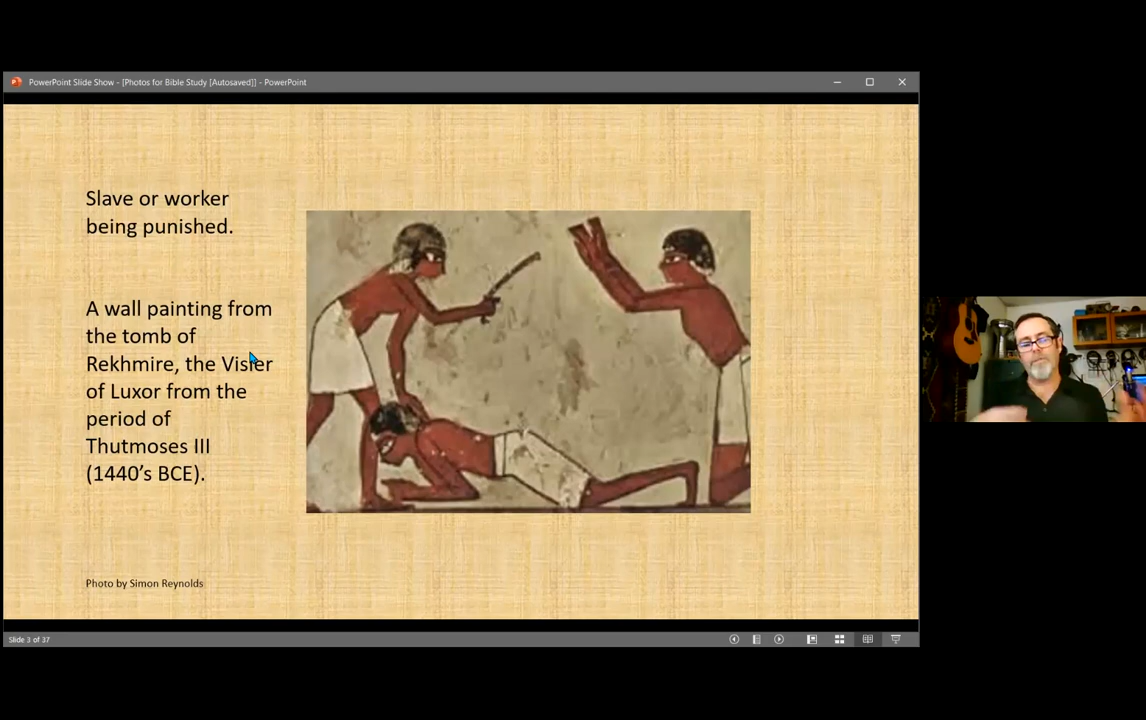 PowerPoint Slide Show - [Photos for Bible Study [Autosaved]] - PowerPoint
Slave or worker
being punished.
A wall painting from
the tomb of
Rekhmire, the Visier
of Luxor from the
period of
Thutmoses III
(1440's BCE).
Photo by Simon Reynolds
Slide 3 of 37